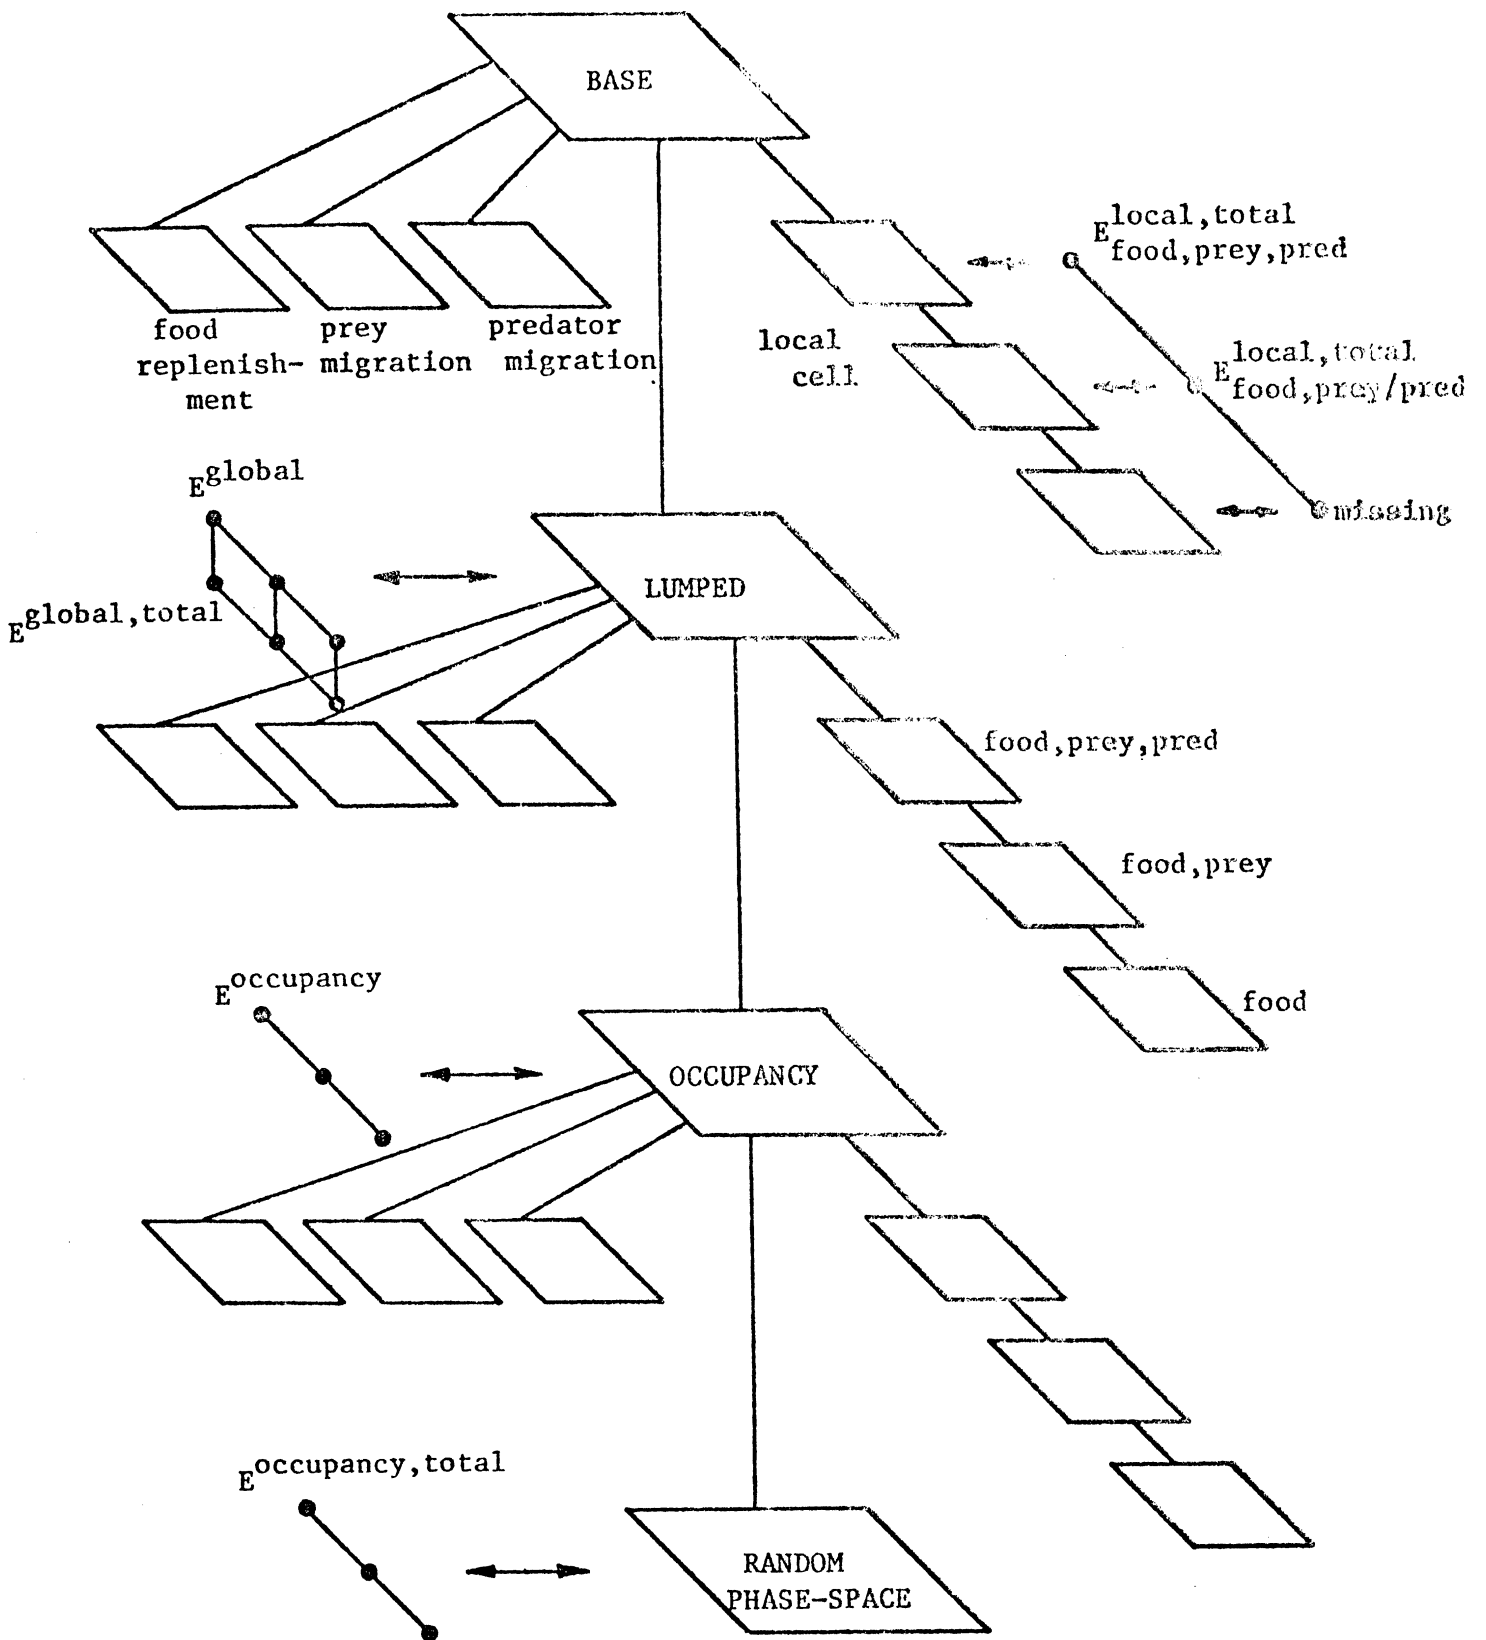 BASE
E local,total
food,prey,pred
food replenish-ment
prey migration
predator migration
local cell
E local,total
food,prey/pred
missing
E global
LUMPED
E global,total
food,prey,pred
food,prey
food
E occupancy
OCCUPANCY
E occupancy,total
RANDOM
PHASE-SPACE